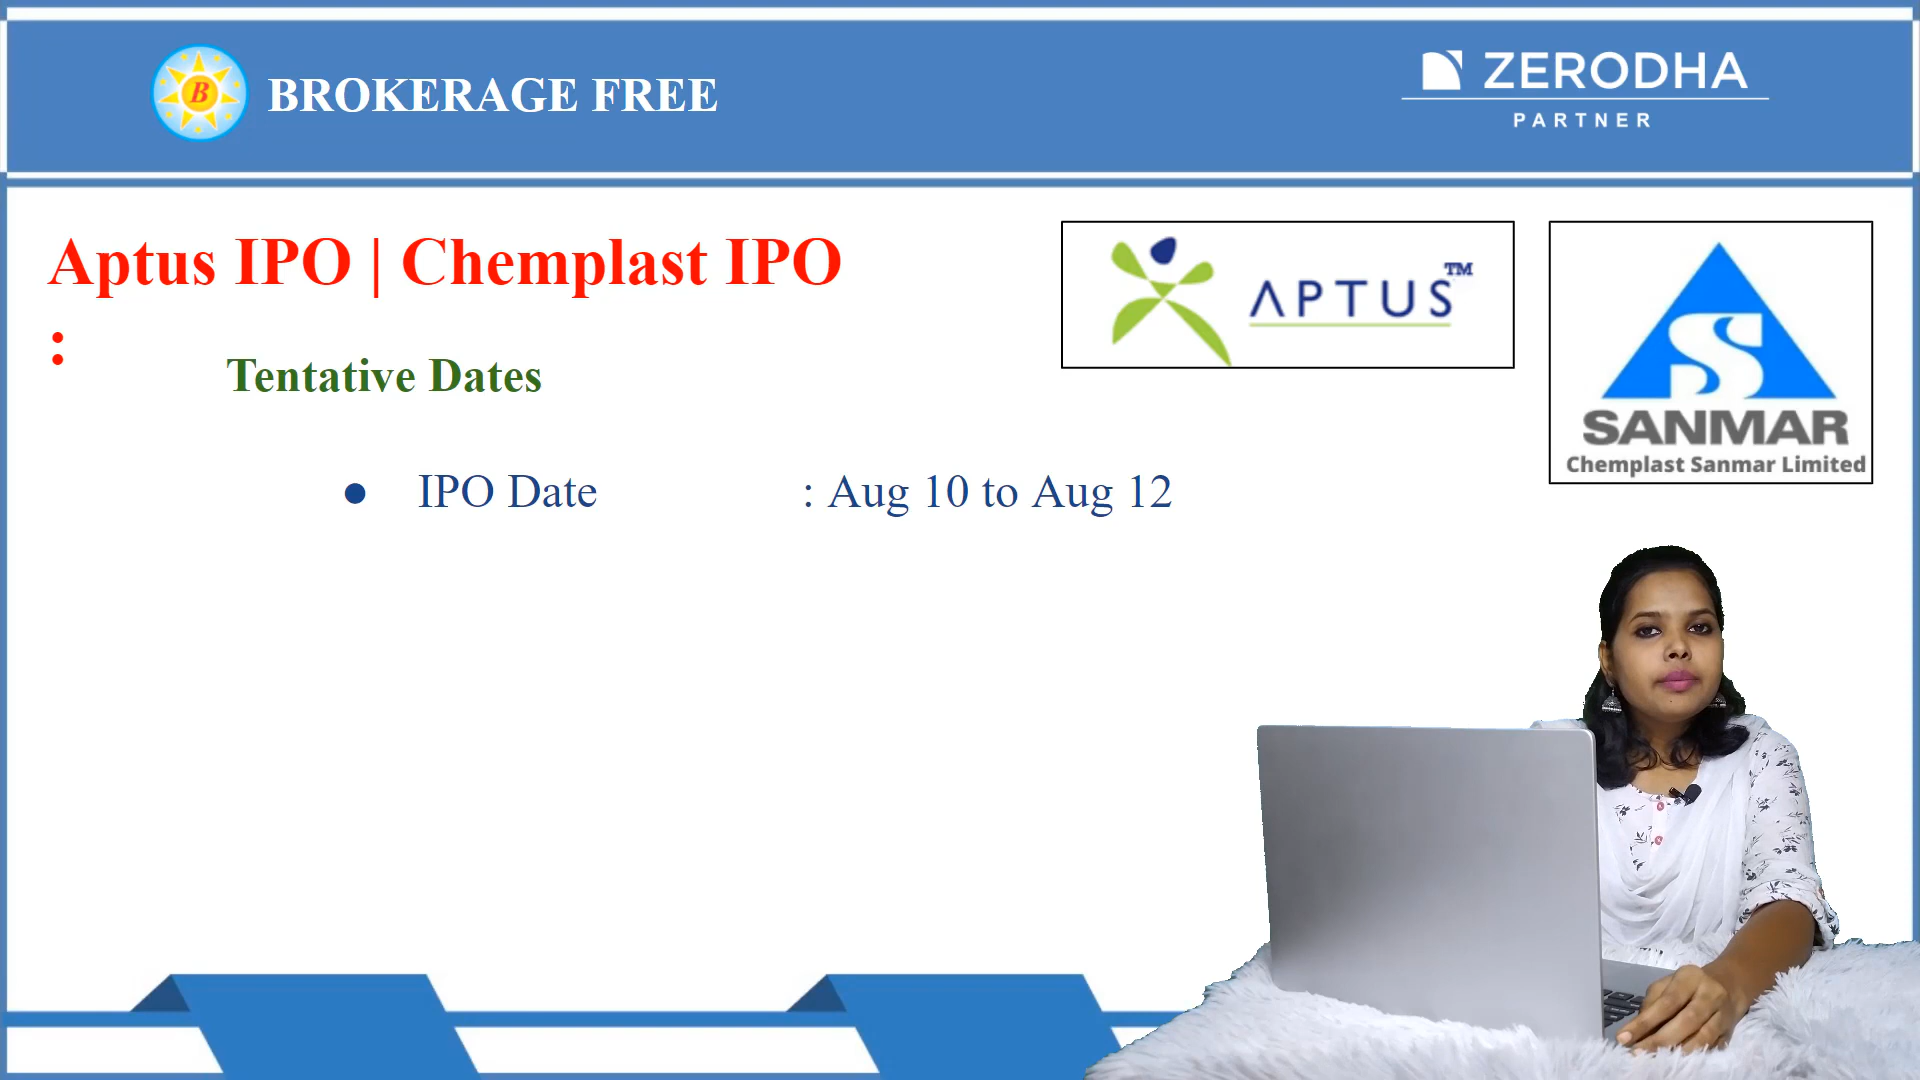 B
BROKERAGE FREE
ZERODHA
PARTNER
Aptus IPO | Chemplast IPO
:
APTUS™
SANMAR
Chemplast Sanmar Limited
Tentative Dates
● IPO Date : Aug 10 to Aug 12